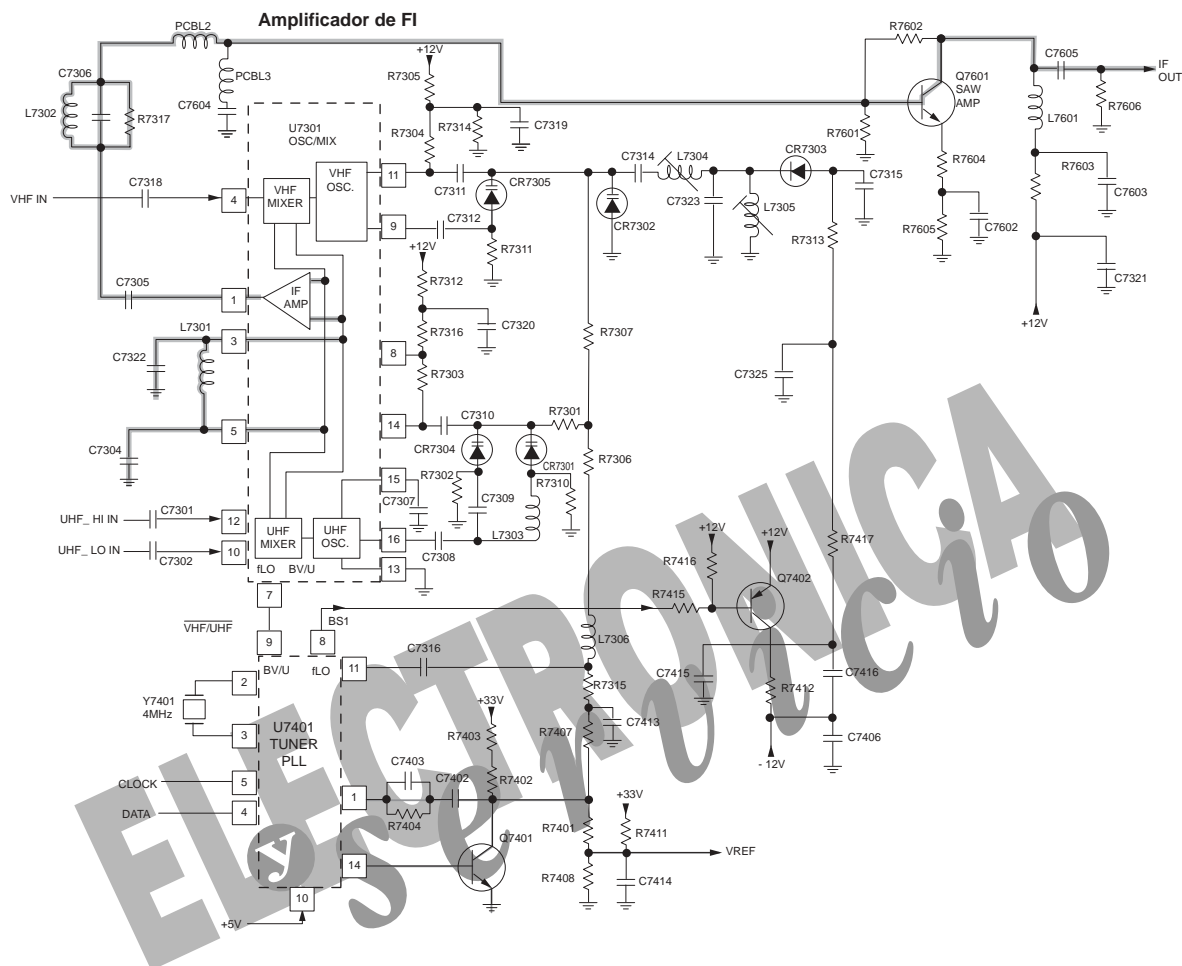 Amplificador de FI
PCBL2
R7602
C7605
IF
OUT
+12V
C7306
PCBL3
R7305
Q7601
SAW
AMP
C7604
L7302
R7317
U7301
OSC/MIX
R7304
R7314
C7319
R7601
L7601
R7606
C7318
VHF IN
4
VHF
MIXER
VHF
OSC.
11
C7311
CR7305
C7314
L7304
CR7303
R7604
R7603
C7603
C7315
9
C7312
R7311
CR7302
C7323
L7305
R7605
C7602
+12V
R7313
C7321
C7305
1
IF
AMP
R7312
+12V
L7301
3
R7316
C7320
R7307
C7322
8
R7303
C7325
5
14
C7310
R7301
C7304
CR7304
CR7301
R7306
15
R7302
C7309
R7310
C7307
UHF_ HI IN
C7301
12
UHF
MIXER
UHF
OSC.
16
C7308
L7303
+12V
+12V
R7417
UHF_ LO IN
C7302
10
13
fLO
BV/U
R7416
Q7402
7
R7415
VHF/UHF
9
8
BS1
L7306
BV/U
fLO
11
C7316
2
C7415
C7416
Y7401
4MHz
R7315
R7412
+33V
3
U7401
TUNER
PLL
R7403
R7407
C7413
C7406
- 12V
CLOCK
5
C7403
C7402
R7402
+33V
DATA
4
1
R7404
R7401
R7411
Q7401
VREF
14
R7408
C7414
10
+5V
ELECTRONICA
y servicio